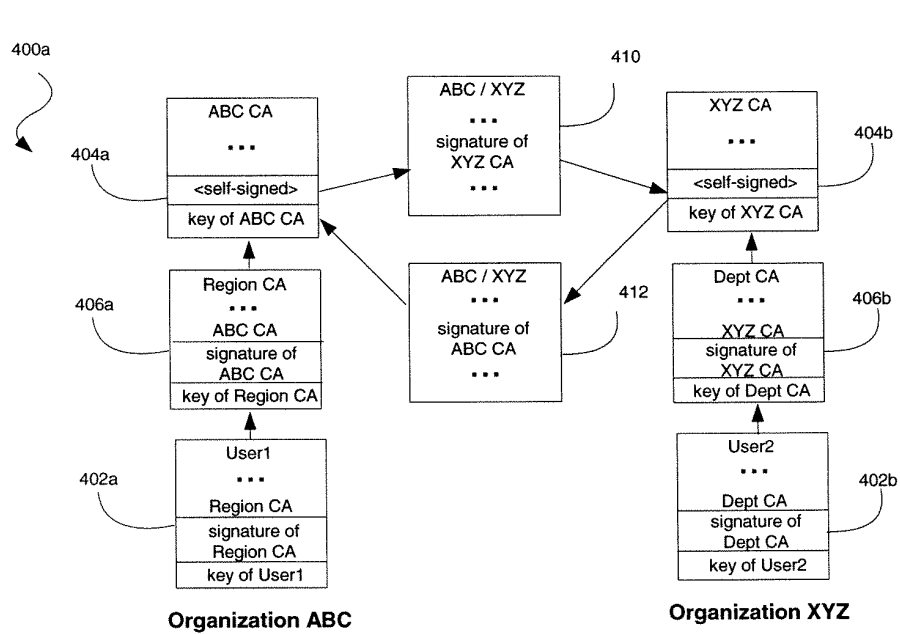 400a
404a
ABC CA
...
<self-signed>
key of ABC CA
ABC / XYZ
...
signature of
XYZ CA
...
410
XYZ CA
...
<self-signed>
key of XYZ CA
404b
406a
Region CA
...
ABC CA
signature of
ABC CA
key of Region CA
ABC / XYZ
...
signature of
ABC CA
...
412
Dept CA
...
XYZ CA
signature of
XYZ CA
key of Dept CA
406b
402a
User1
...
Region CA
signature of
Region CA
key of User1
User2
...
Dept CA
signature of
Dept CA
key of User2
402b
Organization ABC
Organization XYZ